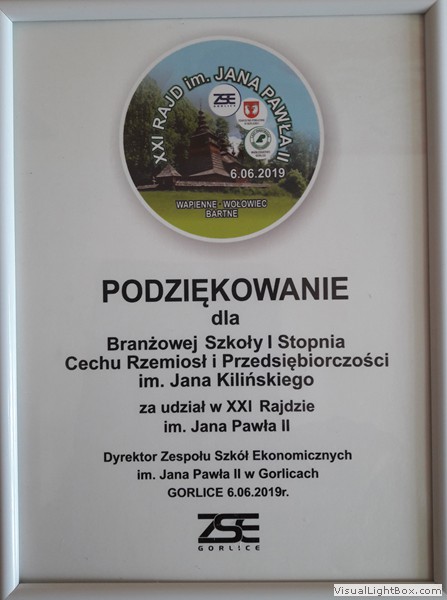 XXI RAJD im. JANA PAWŁA II
ZSE
GORLICE
6.06.2019
WAPIENNE - WOŁOWIEC
BARTNE
PODZIĘKOWANIE
dla
Branżowej Szkoły I Stopnia
Cechu Rzemiosł i Przedsiębiorczości
im. Jana Kilińskiego
za udział w XXI Rajdzie
im. Jana Pawła II
Dyrektor Zespołu Szkół Ekonomicznych
im. Jana Pawła II w Gorlicach
GORLICE 6.06.2019r.
ZSE
GORLICE
VisualLightBox.com